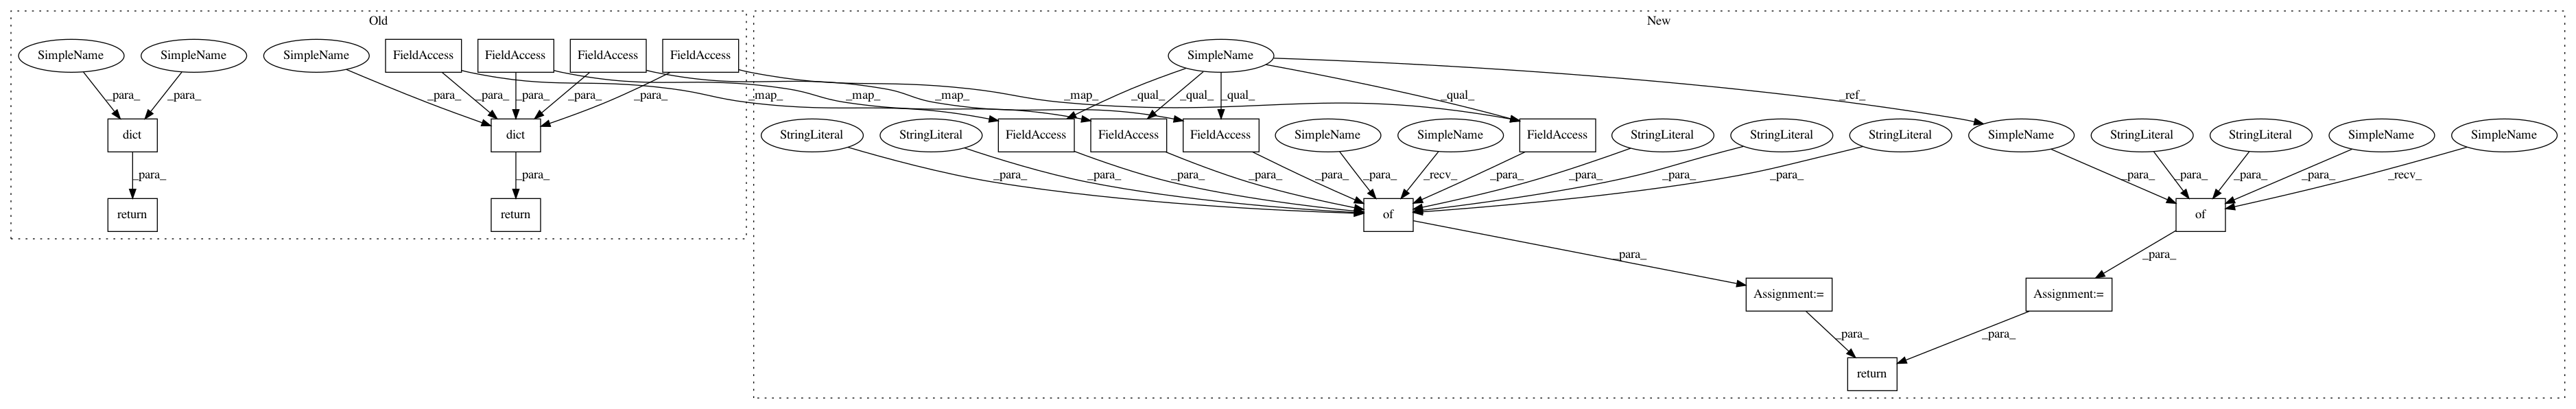 Old New
SimpleName SimpleName SimpleName FieldAccess FieldAccess FieldAccess FieldAccess SimpleName
_para_ _para_ _para_ _para_ _para_ _para_ _para_ _map_ _map_ _map_ _map_ _qual_ _qual_ _qual_ _qual_ _ref_
dict dict StringLiteral StringLiteral FieldAccess FieldAccess FieldAccess SimpleName SimpleName FieldAccess StringLiteral StringLiteral StringLiteral SimpleName StringLiteral StringLiteral SimpleName SimpleName
_para_ _para_ _para_ _para_ _para_ _para_ _para_ _para_ _recv_ _para_ _para_ _para_ _para_ _para_ _para_ _para_ _para_ _recv_
return return of of
_para_ _para_
Assignment:= Assignment:=
_para_ _para_
return